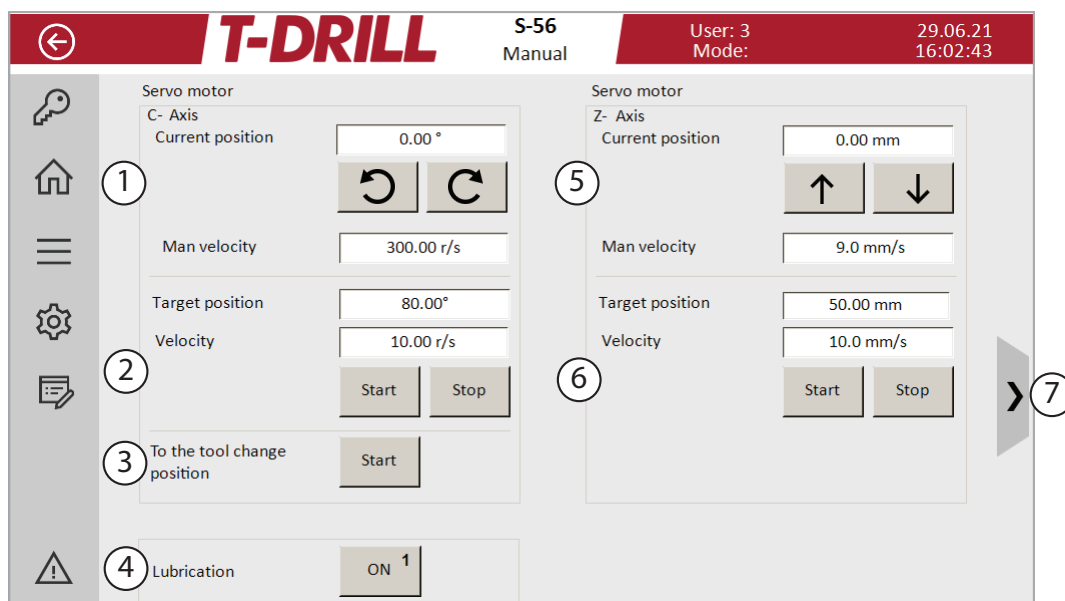 T-DRILL
S-56
Manual
User: 3
Mode:
29.06.21
16:02:43
Servo motor
C- Axis
Current position
0.00 °
1
Man velocity
300.00 r/s
Target position
80.00°
Velocity
10.00 r/s
2
Start
Stop
3
To the tool change
position
Start
4
Lubrication
ON 1
Servo motor
Z- Axis
Current position
0.00 mm
5
Man velocity
9.0 mm/s
Target position
50.00 mm
Velocity
10.0 mm/s
6
Start
Stop
7